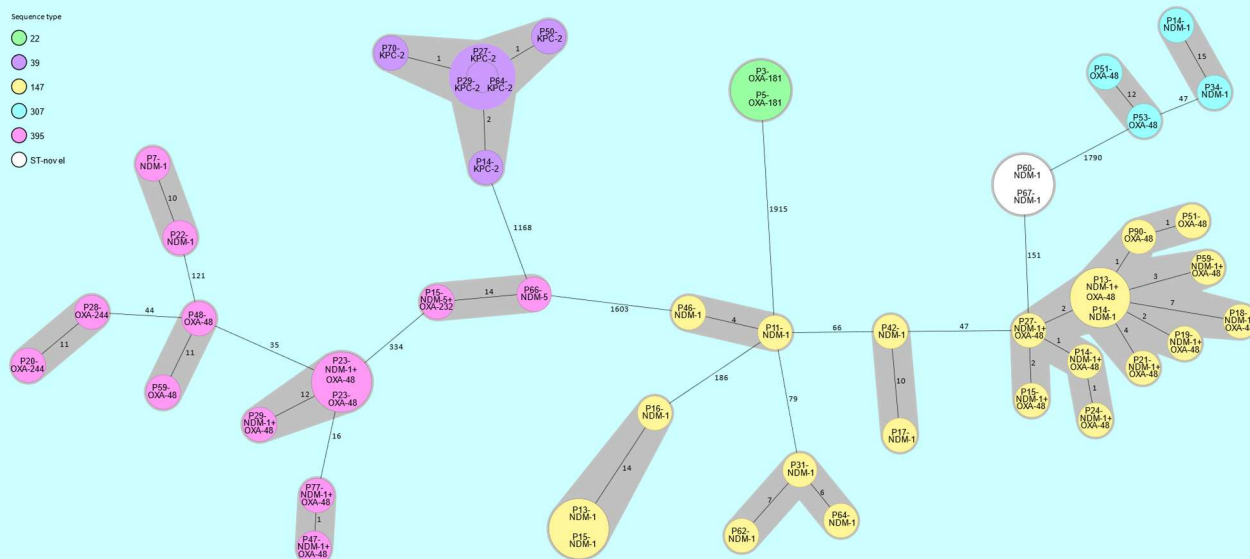 Sequence type
22
39
147
307
395
ST-novel
P70-
KPC-2
1
P27-
KPC-2
P29-
KPC-2
P64-
KPC-2
1
P50-
KPC-2
2
P14-
KPC-2
1168
P3-
OXA-181
P5-
OXA-181
1915
P14-
NDM-1
15
P34-
NDM-1
47
P51-
OXA-48
12
P53-
OXA-48
1790
P60-
NDM-1
P67-
NDM-1
151
P7-
NDM-1
10
P22-
NDM-1
121
P28-
OXA-244
44
P48-
OXA-48
11
P20-
OXA-244
11
P59-
OXA-48
35
P15-
NDM-5+
OXA-232
14
P66-
NDM-5
334
1603
P23-
NDM-1+
OXA-48
P23-
OXA-48
12
P29-
NDM-1+
OXA-48
16
P77-
NDM-1+
OXA-48
1
P47-
NDM-1+
OXA-48
P46-
NDM-1
4
P11-
NDM-1
66
186
P16-
NDM-1
14
P13-
NDM-1
P15-
NDM-1
79
P31-
NDM-1
7
6
P62-
NDM-1
P64-
NDM-1
P42-
NDM-1
10
P17-
NDM-1
47
P27-
NDM-1+
OXA-48
2
P13-
NDM-1+
OXA-48
P14-
NDM-1
1
P90-
OXA-48
1
P51-
OXA-48
3
P59-
NDM-1+
OXA-48
7
P18-
NDM-1+
OXA-48
2
P19-
NDM-1+
OXA-48
4
P21-
NDM-1+
OXA-48
1
P14-
NDM-1+
OXA-48
2
P15-
NDM-1+
OXA-48
1
P24-
NDM-1+
OXA-48